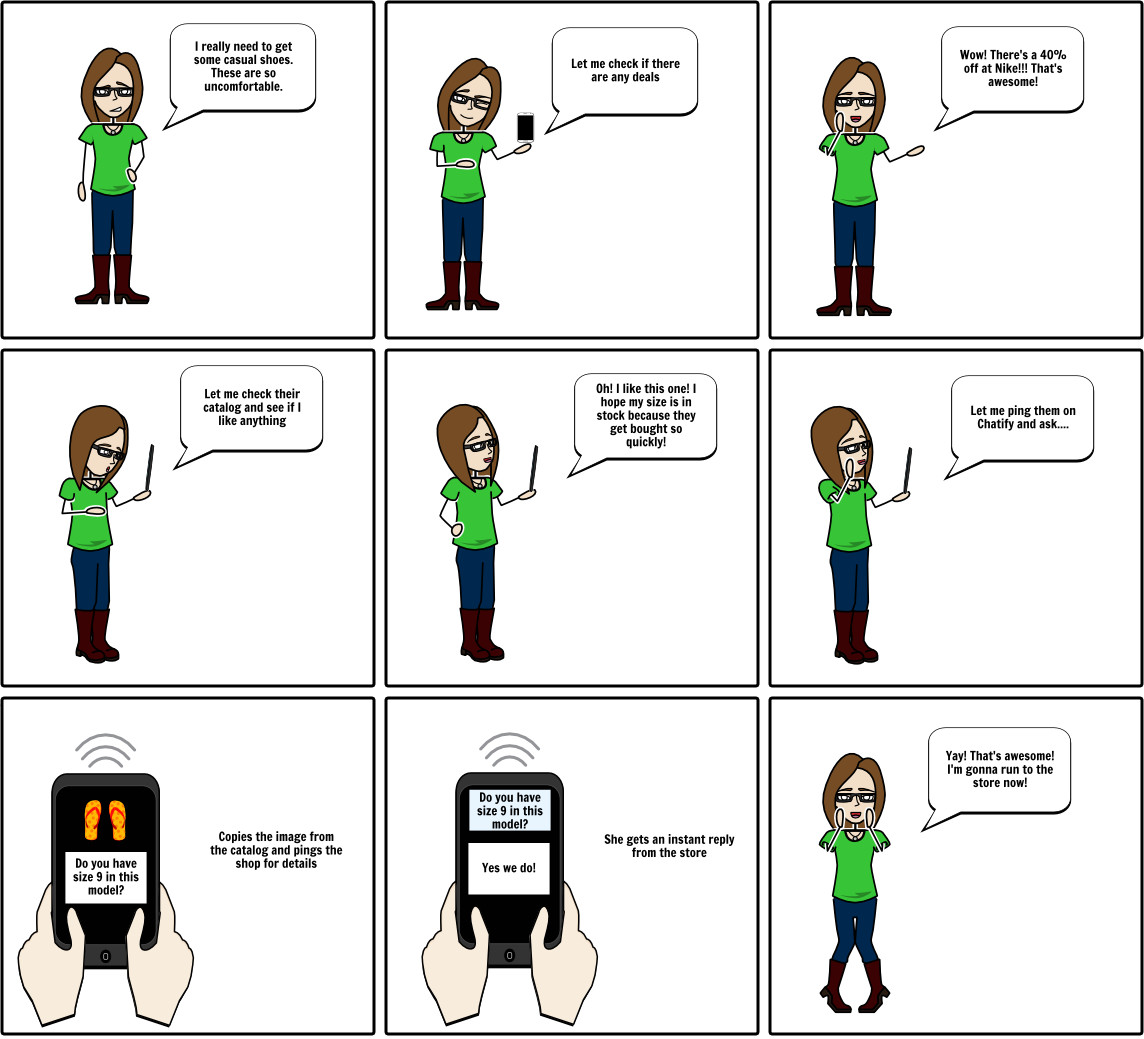 I really need to get
some casual shoes.
These are so
uncomfortable.
Let me check if there
are any deals
Wow! There's a 40%
off at Nike!!! That's
awesome!
Let me check their
catalog and see if I
like anything
Oh! I like this one! I
hope my size is in
stock because they
get bought so
quickly!
Let me ping them on
Chatify and ask....
Do you have
size 9 in this
model?
Copies the image from
the catalog and pings the
shop for details
Do you have
size 9 in this
model?
Yes we do!
She gets an instant reply
from the store
Yay! That's awesome!
I'm gonna run to the
store now!